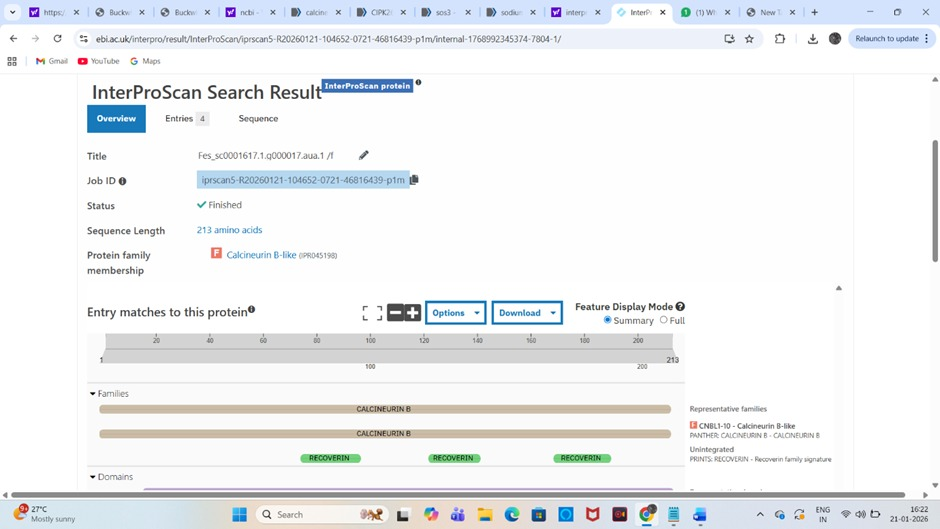 https:/
Buckw
Buckw
ncbi -
calcine
CIPK2
sos3 -
sodium
interp
InterP
(1) Wh
New Ta
ebi.ac.uk/interpro/result/InterProScan/iprscan5-R20260121-104652-0721-46816439-p1m/internal-1768992345374-7804-1/
Relaunch to update
Gmail YouTube Maps
InterProScan Search Result InterProScan protein
Overview Entries 4 Sequence
Title Fes_sc0001617.1.g000017.aua.1 /f
Job ID iprscan5-R20260121-104652-0721-46816439-p1m
Status Finished
Sequence Length 213 amino acids
Protein family membership F Calcineurin B-like (IPR045198)
Entry matches to this protein Options Download Feature Display Mode
Summary Full
20 40 60 80 100 120 140 160 180 200
1 213
100 200
Families
CALCINEURIN B
CALCINEURIN B
RECOVERIN RECOVERIN RECOVERIN
Representative families
F CNBL1-10 - Calcineurin B-like
PANTHER: CALCINEURIN B - CALCINEURIN B
Unintegrated
PRINTS: RECOVERIN - Recoverin family signature
Domains
9+
27°C
Mostly sunny
Search
ENG
IN
16:22
21-01-2026